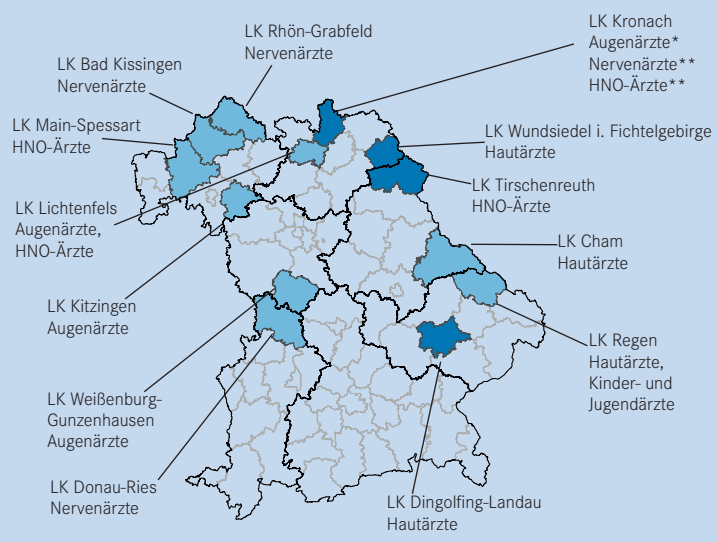 LK Kronach
Augenärzte*
Nervenärzte**
HNO-Ärzte**
LK Rhön-Grabfeld
Nervenärzte
LK Bad Kissingen
Nervenärzte
LK Main-Spessart
HNO-Ärzte
LK Wundsiedel i. Fichtelgebirge
Hautärzte
LK Tirschenreuth
HNO-Ärzte
LK Lichtenfels
Augenärzte,
HNO-Ärzte
LK Cham
Hautärzte
LK Kitzingen
Augenärzte
LK Regen
Hautärzte,
Kinder- und
Jugendärzte
LK Weißenburg-
Gunzenhausen
Augenärzte
LK Donau-Ries
Nervenärzte
LK Dingolfing-Landau
Hautärzte